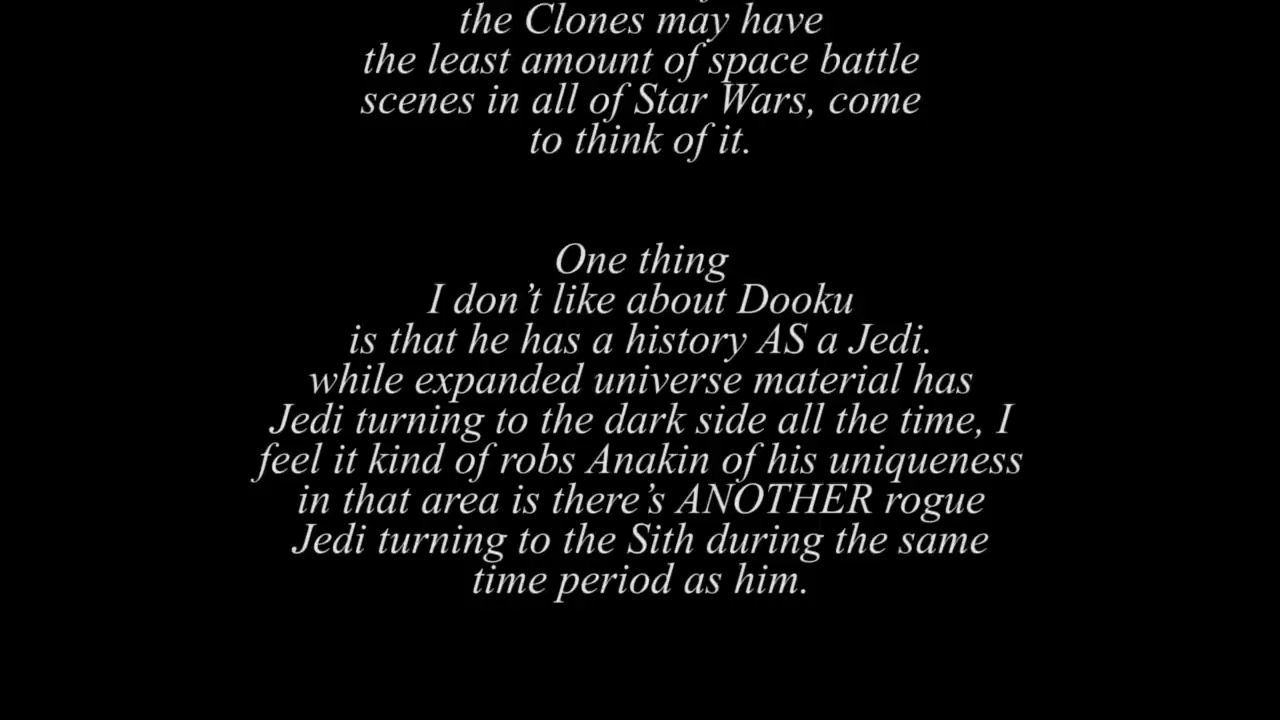 the Clones may have
the least amount of space battle
scenes in all of Star Wars, come
to think of it.
One thing
I don’t like about Dooku
is that he has a history AS a Jedi.
while expanded universe material has
Jedi turning to the dark side all the time, I
feel it kind of robs Anakin of his uniqueness
in that area is there’s ANOTHER rogue
Jedi turning to the Sith during the same
time period as him.